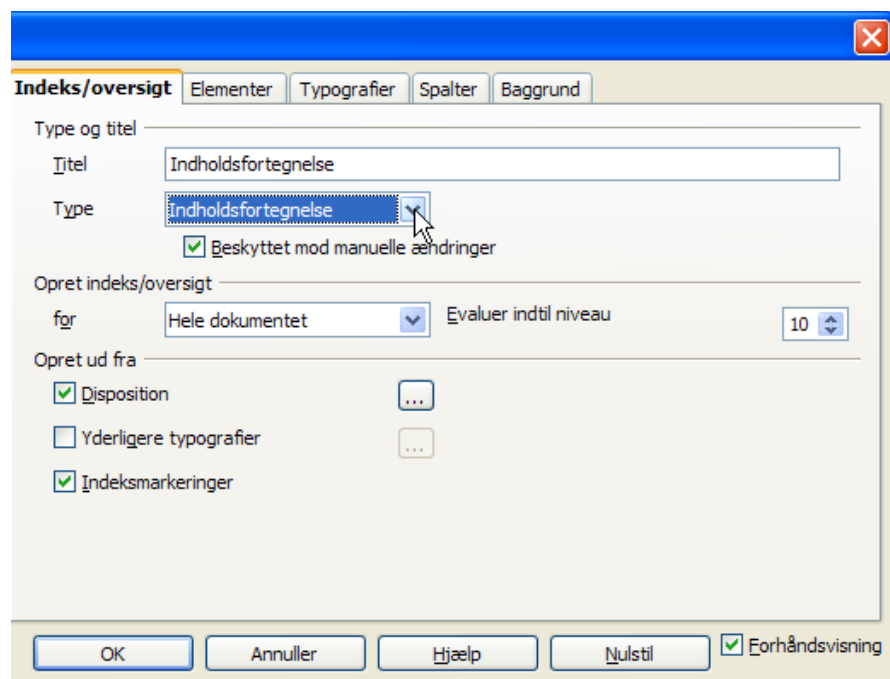 Indeks/oversigt Elementer Typografier Spalter Baggrund
Type og titel
Titel Indholdsfortegnelse
Type Indholdsfortegnelse
Beskyttet mod manuelle ændringer
Opret indeks/oversigt
for Hele dokumentet Evaluer indtil niveau 10
Opret ud fra
Disposition ...
Yderligere typografier ...
Indeksmarkeringer
OK Annuller Hjælp Nulstil Forhåndsvisning